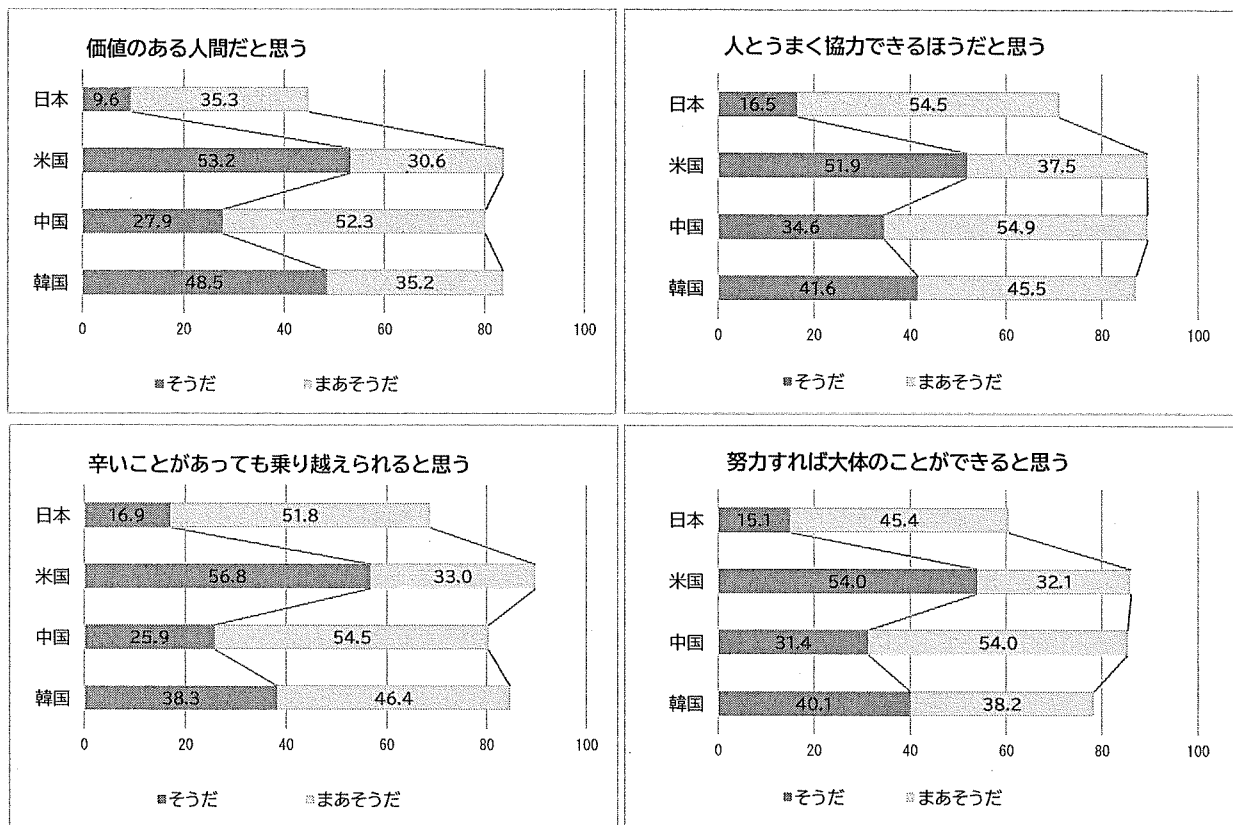 価値のある人間だと思う
日本 9.6 35.3
米国 53.2 30.6
中国 27.9 52.3
韓国 48.5 35.2
0 20 40 60 80 100
そうだ まあそうだ
人とうまく協力できるほうだと思う
日本 16.5 54.5
米国 51.9 37.5
中国 34.6 54.9
韓国 41.6 45.5
0 20 40 60 80 100
そうだ まあそうだ
辛いことがあっても乗り越えられると思う
日本 16.9 51.8
米国 56.8 33.0
中国 25.9 54.5
韓国 38.3 46.4
0 20 40 60 80 100
そうだ まあそうだ
努力すれば大体のことができると思う
日本 15.1 45.4
米国 54.0 32.1
中国 31.4 54.0
韓国 40.1 38.2
0 20 40 60 80 100
そうだ まあそうだ